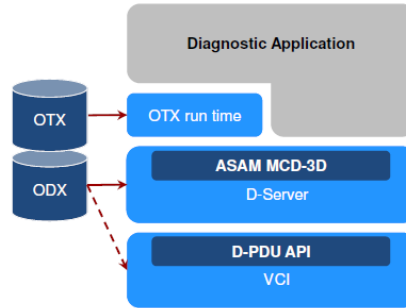 Diagnostic Application
OTX
OTX run time
ODX
ASAM MCD-3D
D-Server
D-PDU API
VCI